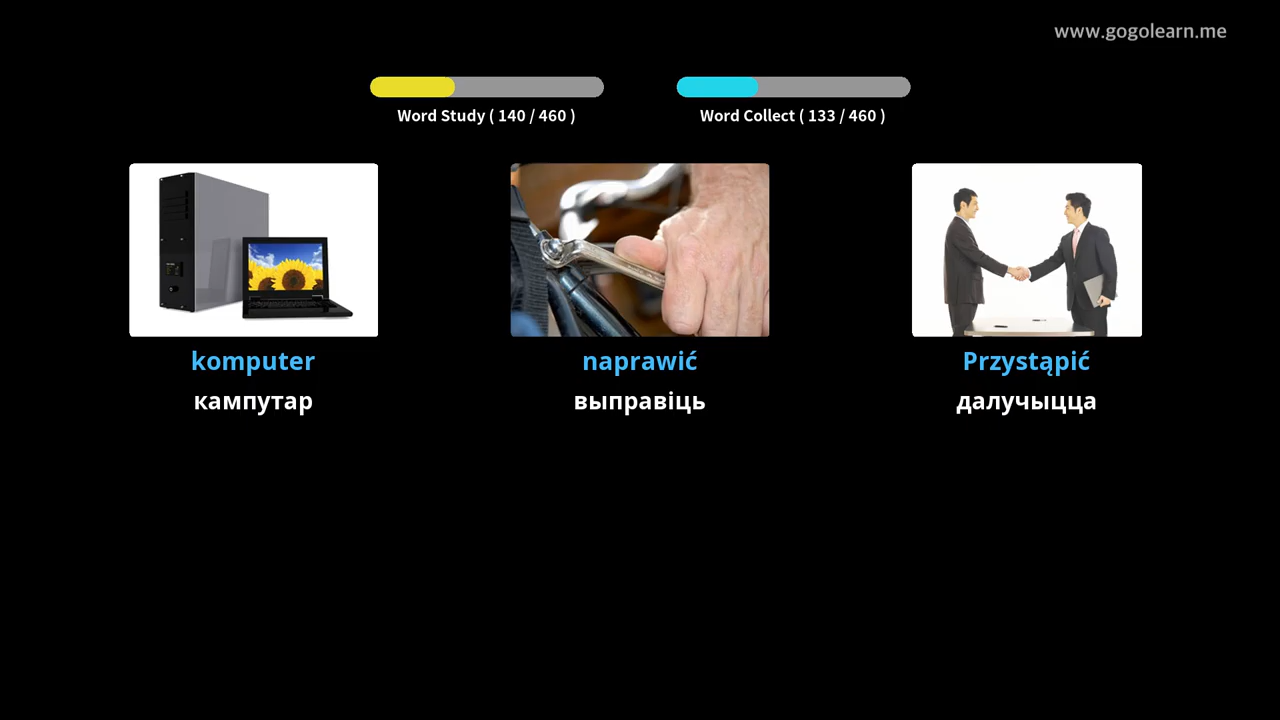 www.gogolearn.me
Word Study ( 140 / 460 )
Word Collect ( 133 / 460 )
komputer
naprawić
Przystąpić
кампутар
выправіць
далучыцца